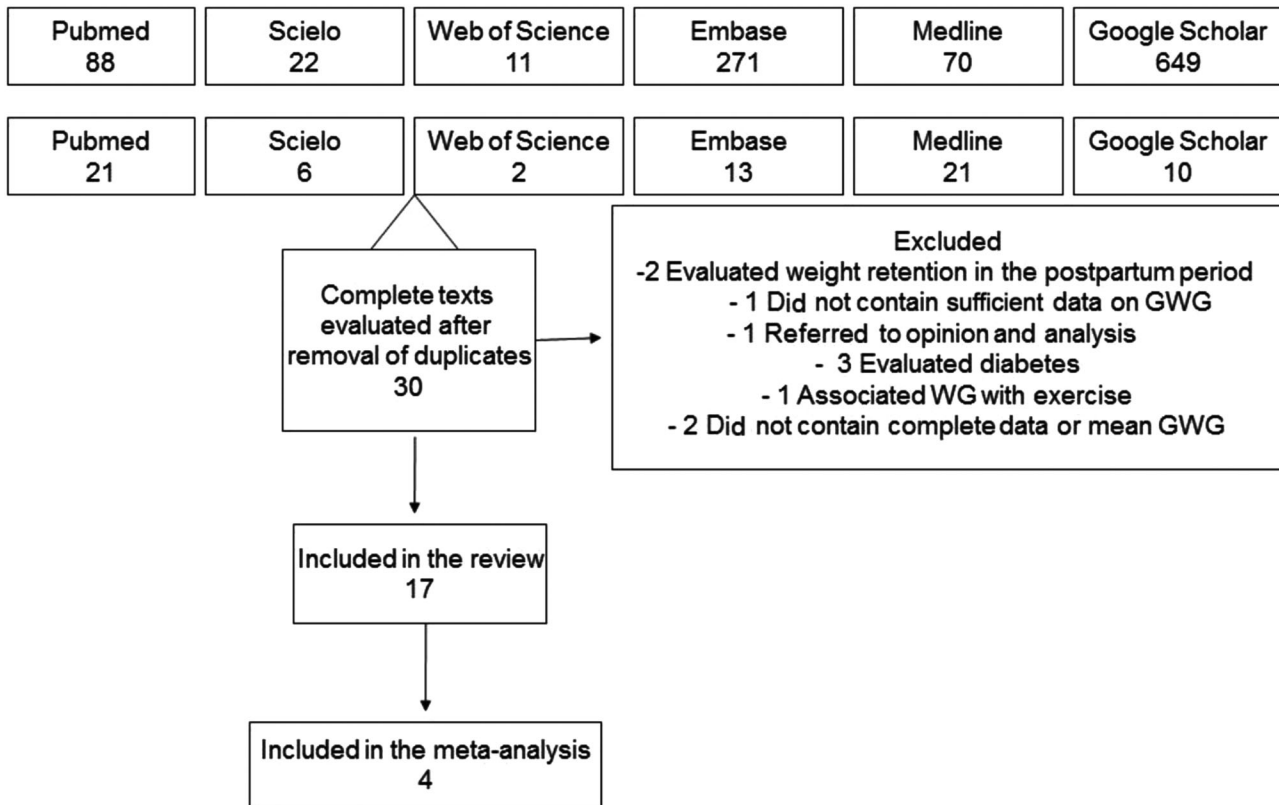 Pubmed
88
Scielo
22
Web of Science
11
Embase
271
Medline
70
Google Scholar
649
Pubmed
21
Scielo
6
Web of Science
2
Embase
13
Medline
21
Google Scholar
10
Complete texts
evaluated after
removal of duplicates
30
Excluded
-2 Evaluated weight retention in the postpartum period
- 1 Did not contain sufficient data on GWG
- 1 Referred to opinion and analysis
- 3 Evaluated diabetes
- 1 Associated WG with exercise
- 2 Did not contain complete data or mean GWG
Included in the review
17
Included in the meta-analysis
4